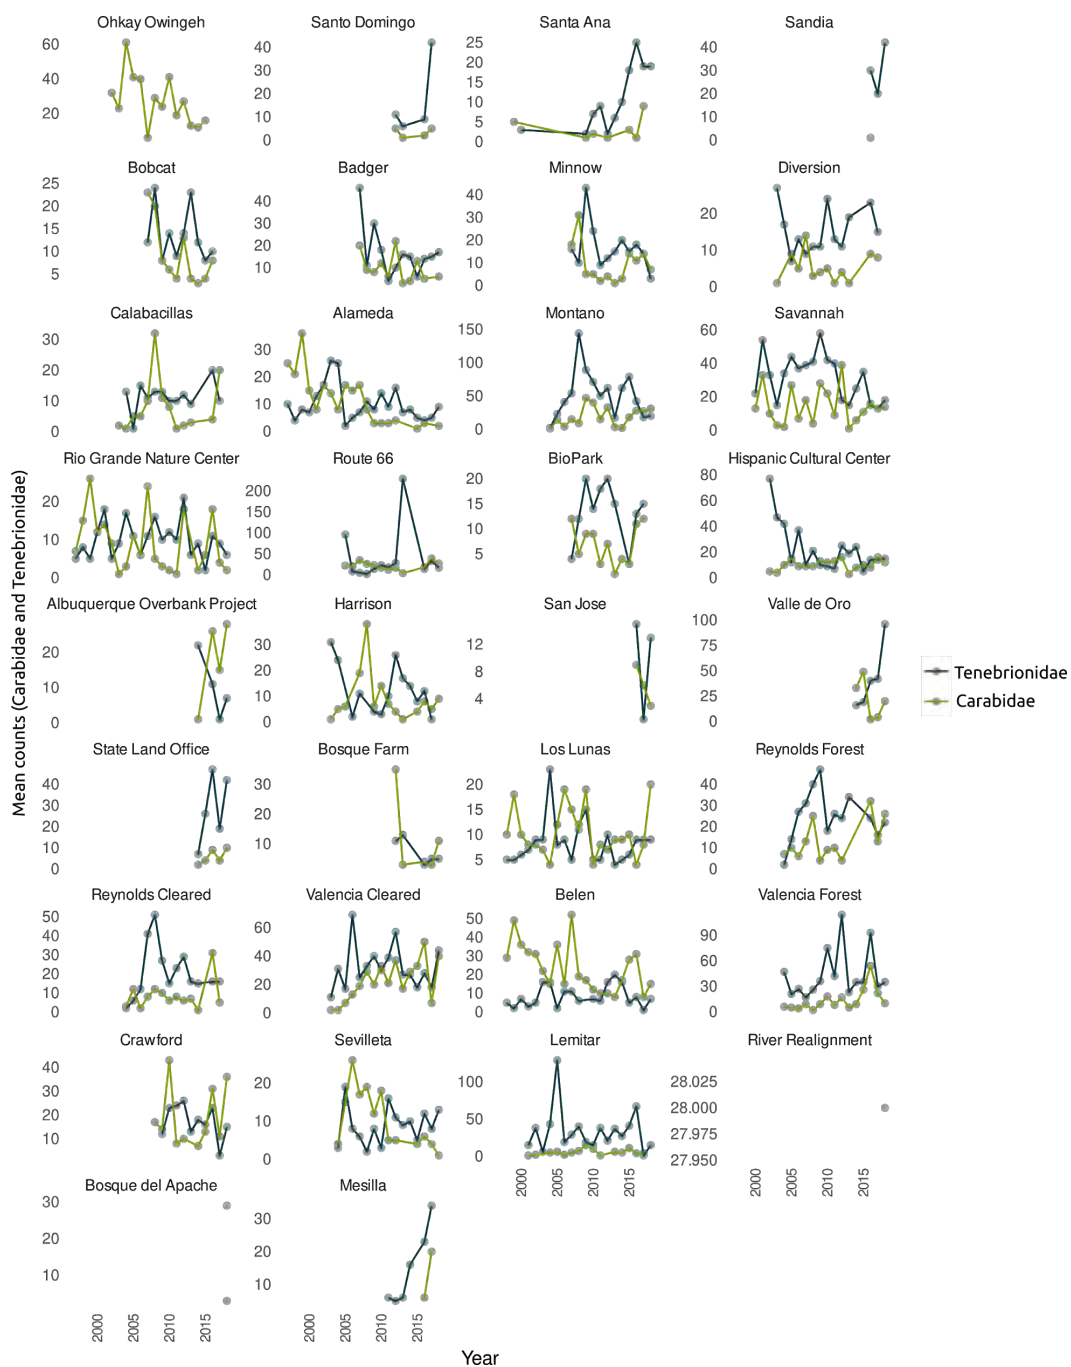 Ohkay Owingeh Santo Domingo Santa Ana Sandia
60 40 20
40 30 20 10 0
25 20 15 10 5 0
40 30 20 10 0
Bobcat Badger Minnow Diversion
25 20 15 10 5
40 30 20 10
40 30 20 10 0
20 10 0
Calabacillas Alameda Montano Savannah
30 20 10 0
30 20 10 0
150 100 50 0
60 40 20 0
Rio Grande Nature Center Route 66 BioPark Hispanic Cultural Center
20 10 0
200 150 100 50 0
20 15 10 5
80 60 40 20 0
Albuquerque Overbank Project Harrison San Jose Valle de Oro
20 10 0
30 20 10 0
12 8 4
100 75 50 25 0
State Land Office Bosque Farm Los Lunas Reynolds Forest
50 40 30 20 10 0
30 20 10
20 15 10 5
40 30 20 10 0
Reynolds Cleared Valencia Cleared Belen Valencia Forest
50 40 30 20 10 0
60 40 20 0
50 40 30 20 10 0
90 60 30 0
Crawford Sevilleta Lemitar River Realignment
40 30 20 10
20 10 0
100 50 0
28.025 28.000 27.975 27.950
2000 2005 2010 2015 2000 2005 2010 2015
Bosque del Apache Mesilla
30 20 10
30 20 10
2000 2005 2010 2015 2000 2005 2010 2015
Year
Mean counts (Carabidae and Tenebrionidae)
Tenebrionidae
Carabidae